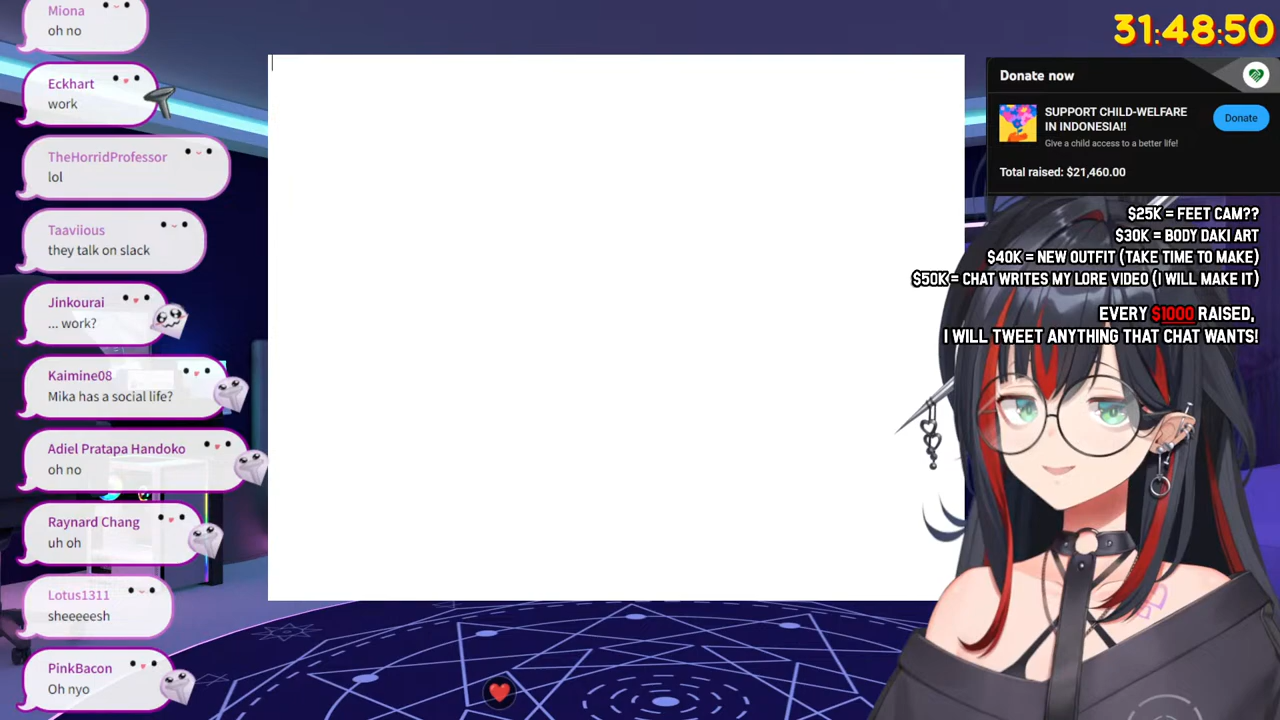 Miona
oh no
Eckhart
work
TheHorridProfessor
lol
Taaviious
they talk on slack
Jinkourai
... work?
Kaimine08
Mika has a social life?
Adiel Pratapa Handoko
oh no
Raynard Chang
uh oh
Lotus1311
sheeeeesh
PinkBacon
Oh nyo
31:48:50
Donate now
SUPPORT CHILD-WELFARE
IN INDONESIA!!
Give a child access to a better life!
Donate
Total raised: $21,460.00
$25K = FEET CAM??
$30K = BODY DAKI ART
$40K = NEW OUTFIT (TAKE TIME TO MAKE)
$50K = CHAT WRITES MY LORE VIDEO (I WILL MAKE IT)
EVERY $1000 RAISED,
I WILL TWEET ANYTHING THAT CHAT WANTS!